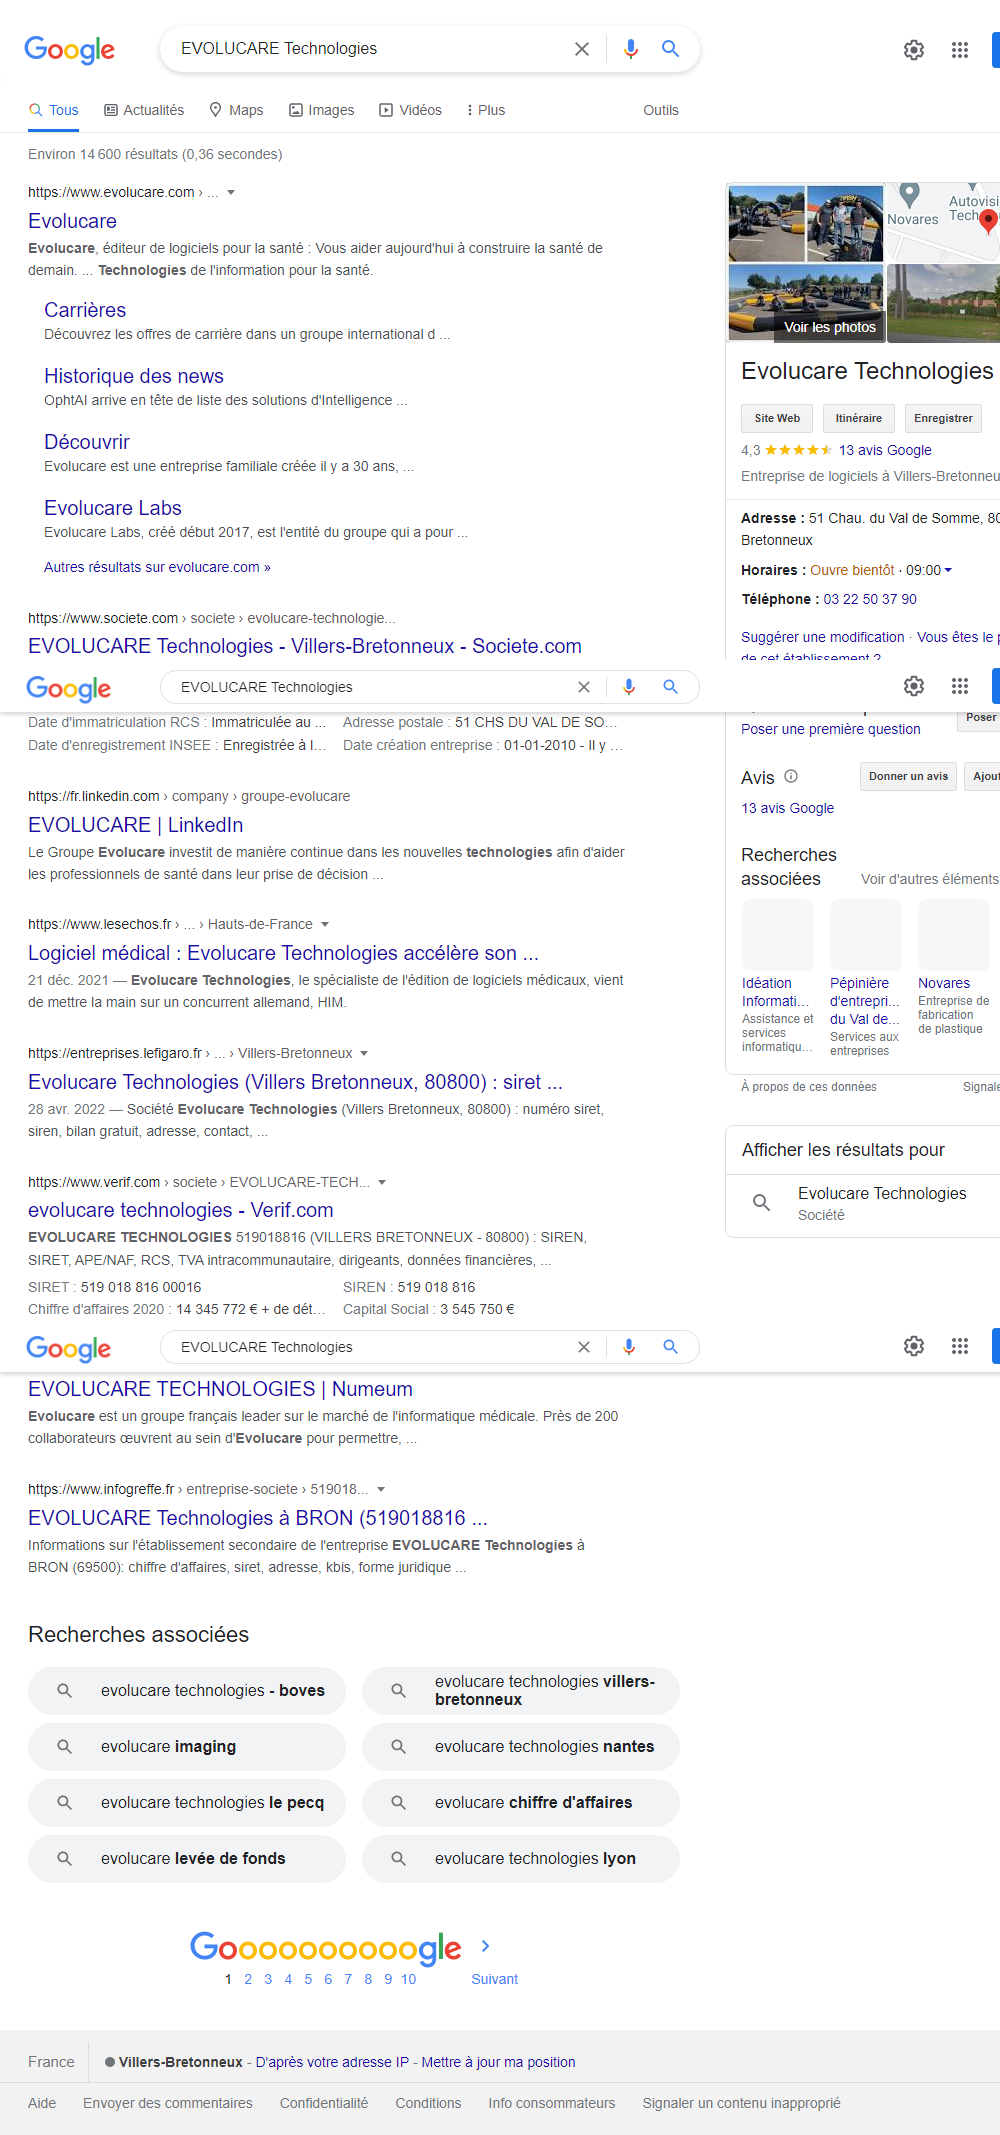 Google
EVOLUCARE Technologies
Tous
Actualités
Maps
Images
Vidéos
Plus
Outils
Environ 14 600 résultats (0,36 secondes)
https://www.evolucare.com › ...
Evolucare
Evolucare, éditeur de logiciels pour la santé : Vous aider aujourd'hui à construire la santé de
demain. ... Technologies de l'information pour la santé.
Carrières
Découvrez les offres de carrière dans un groupe international d ...
Historique des news
OphtAI arrive en tête de liste des solutions d'Intelligence ...
Découvrir
Evolucare est une entreprise familiale créée il y a 30 ans, ...
Evolucare Labs
Evolucare Labs, créé début 2017, est l'entité du groupe qui a pour ...
Autres résultats sur evolucare.com »
https://www.societe.com › societe › evolucare-technologie...
EVOLUCARE Technologies - Villers-Bretonneux - Societe.com
Novares
Autovisi
Tech
Voir les photos
Evolucare Technologies
Site Web
Itinéraire
Enregistrer
4,3
13 avis Google
Entreprise de logiciels à Villers-Bretonneu
Adresse : 51 Chau. du Val de Somme, 80
Bretonneux
Horaires : Ouvre bientôt · 09:00
Téléphone : 03 22 50 37 90
Suggérer une modification · Vous êtes le p
de cet établissement ?
Google
EVOLUCARE Technologies
Date d'immatriculation RCS : Immatriculée au ...
Adresse postale : 51 CHS DU VAL DE SO...
Date d'enregistrement INSEE : Enregistrée à l...
Date création entreprise : 01-01-2010 - Il y ...
https://fr.linkedin.com › company › groupe-evolucare
EVOLUCARE | LinkedIn
Le Groupe Evolucare investit de manière continue dans les nouvelles technologies afin d'aider
les professionnels de santé dans leur prise de décision ...
https://www.lesechos.fr › ... › Hauts-de-France
Logiciel médical : Evolucare Technologies accélère son ...
21 déc. 2021 — Evolucare Technologies, le spécialiste de l'édition de logiciels médicaux, vient
de mettre la main sur un concurrent allemand, HIM.
https://entreprises.lefigaro.fr › ... › Villers-Bretonneux
Evolucare Technologies (Villers Bretonneux, 80800) : siret ...
28 avr. 2022 — Société Evolucare Technologies (Villers Bretonneux, 80800) : numéro siret,
siren, bilan gratuit, adresse, contact, ...
https://www.verif.com › societe › EVOLUCARE-TECH...
evolucare technologies - Verif.com
EVOLUCARE TECHNOLOGIES 519018816 (VILLERS BRETONNEUX - 80800) : SIREN,
SIRET, APE/NAF, RCS, TVA intracommunautaire, dirigeants, données financières, ...
SIRET : 519 018 816 00016
SIREN : 519 018 816
Chiffre d'affaires 2020 : 14 345 772 € + de dét...
Capital Social : 3 545 750 €
Poser
Poser une première question
Avis
Donner un avis
Ajout
13 avis Google
Recherches
associées
Voir d'autres éléments
Idéation
Informati...
Assistance et
services
informatiqu...
Pépinière
d'entrepri...
du Val de...
Services aux
entreprises
Novares
Entreprise de
fabrication
de plastique
À propos de ces données
Signale
Afficher les résultats pour
Evolucare Technologies
Société
Google
EVOLUCARE Technologies
EVOLUCARE TECHNOLOGIES | Numeum
Evolucare est un groupe français leader sur le marché de l'informatique médicale. Près de 200
collaborateurs œuvrent au sein d'Evolucare pour permettre, ...
https://www.infogreffe.fr › entreprise-societe › 519018...
EVOLUCARE Technologies à BRON (519018816 ...
Informations sur l'établissement secondaire de l'entreprise EVOLUCARE Technologies à
BRON (69500): chiffre d'affaires, siret, adresse, kbis, forme juridique ...
Recherches associées
evolucare technologies - boves
evolucare technologies villers-
bretonneux
evolucare imaging
evolucare technologies nantes
evolucare technologies le pecq
evolucare chiffre d'affaires
evolucare levée de fonds
evolucare technologies lyon
Goooooooooogle
1 2 3 4 5 6 7 8 9 10
Suivant
France
Villers-Bretonneux - D'après votre adresse IP - Mettre à jour ma position
Aide
Envoyer des commentaires
Confidentialité
Conditions
Info consommateurs
Signaler un contenu inapproprié